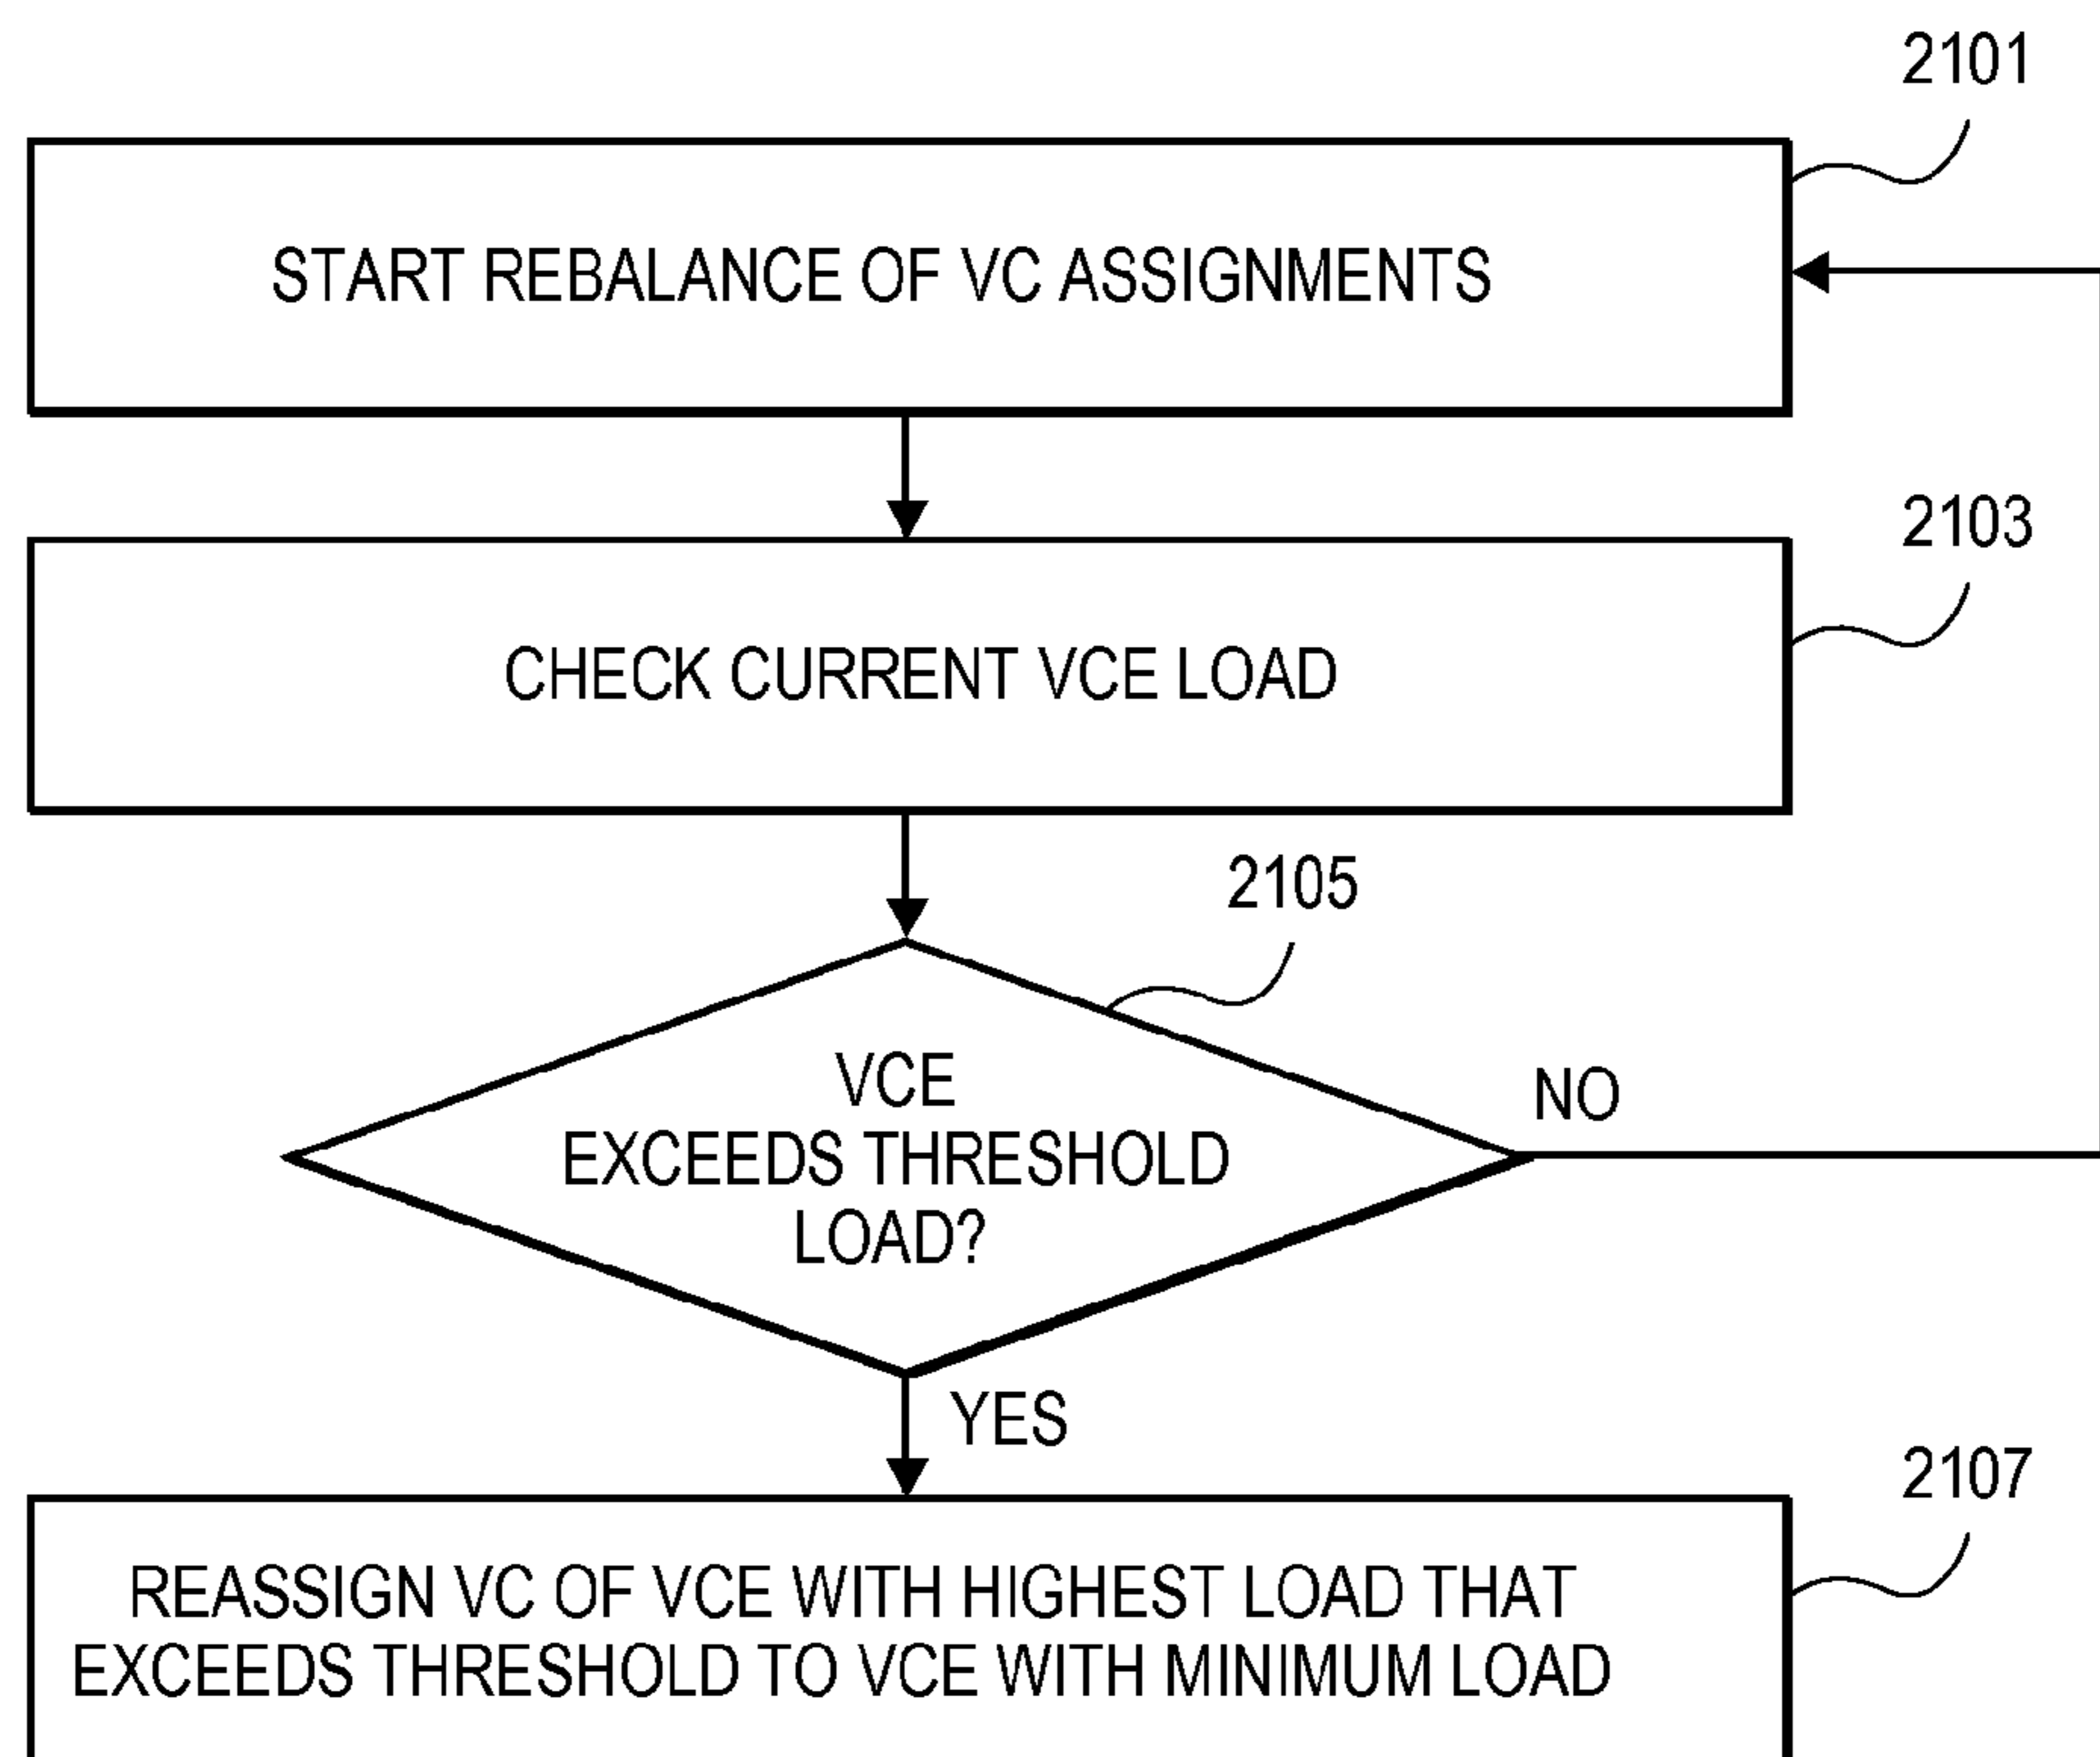 2101
START REBALANCE OF VC ASSIGNMENTS
2103
CHECK CURRENT VCE LOAD
2105
VCE
EXCEEDS THRESHOLD
LOAD?
NO
YES
2107
REASSIGN VC OF VCE WITH HIGHEST LOAD THAT
EXCEEDS THRESHOLD TO VCE WITH MINIMUM LOAD